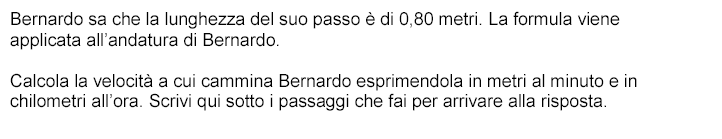 Bernardo sa che la lunghezza del suo passo è di 0,80 metri. La formula viene
applicata all’andatura di Bernardo.
Calcola la velocità a cui cammina Bernardo esprimendola in metri al minuto e in
chilometri all’ora. Scrivi qui sotto i passaggi che fai per arrivare alla risposta.